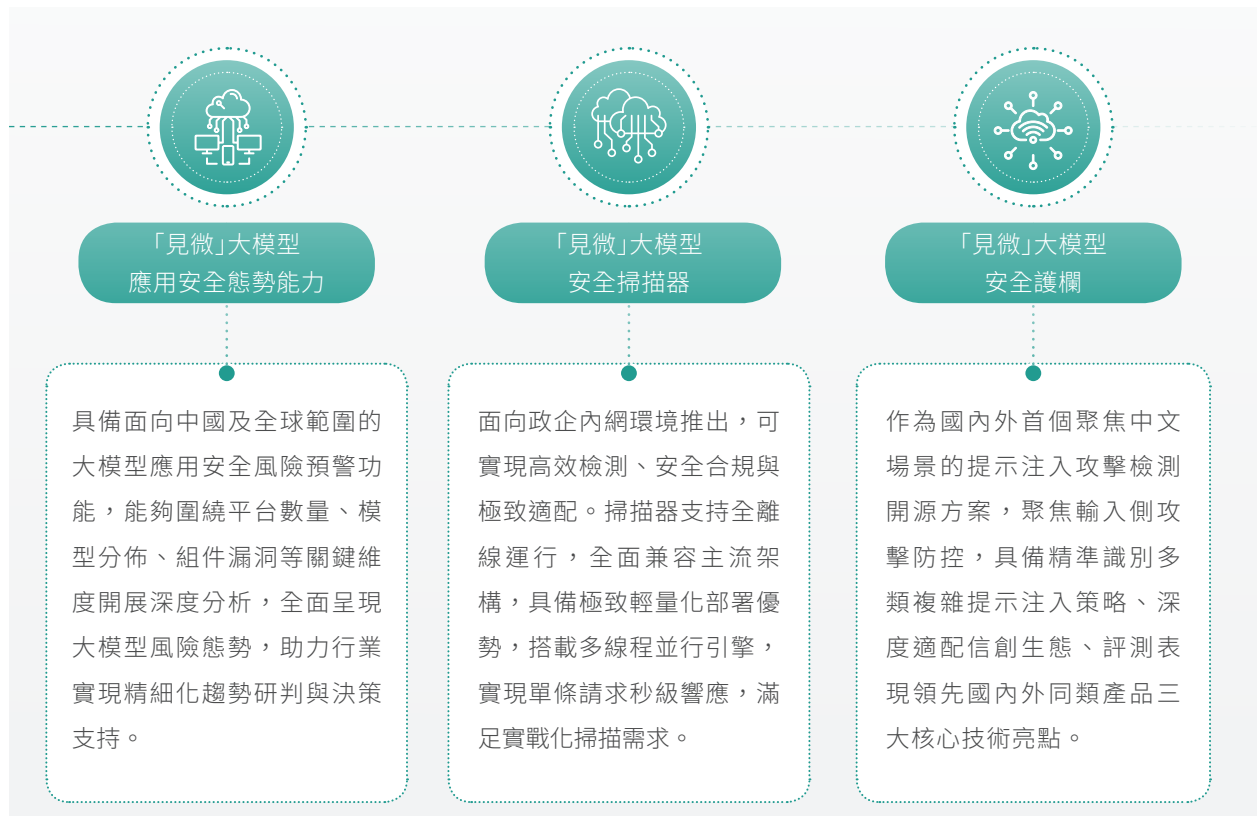 「見微」大模型
應用安全態勢能力
具備面向中國及全球範圍的
大模型應用安全風險預警功
能，能夠圍繞平台數量、模
型分佈、組件漏洞等關鍵維
度開展深度分析，全面呈現
大模型風險態勢，助力行業
實現精細化趨勢研判與決策
支持。
「見微」大模型
安全掃描器
面向政企內網環境推出，可
實現高效檢測、安全合規與
極致適配。掃描器支持全離
線運行，全面兼容主流架
構，具備極致輕量化部署優
勢，搭載多線程並行引擎，
實現單條請求秒級響應，滿
足實戰化掃描需求。
「見微」大模型
安全護欄
作為國內外首個聚焦中文
場景的提示注入攻擊檢測
開源方案，聚焦輸入側攻
擊防控，具備精準識別多
類複雜提示注入策略、深
度適配信創生態、評測表
現領先國內外同類產品三
大核心技術亮點。